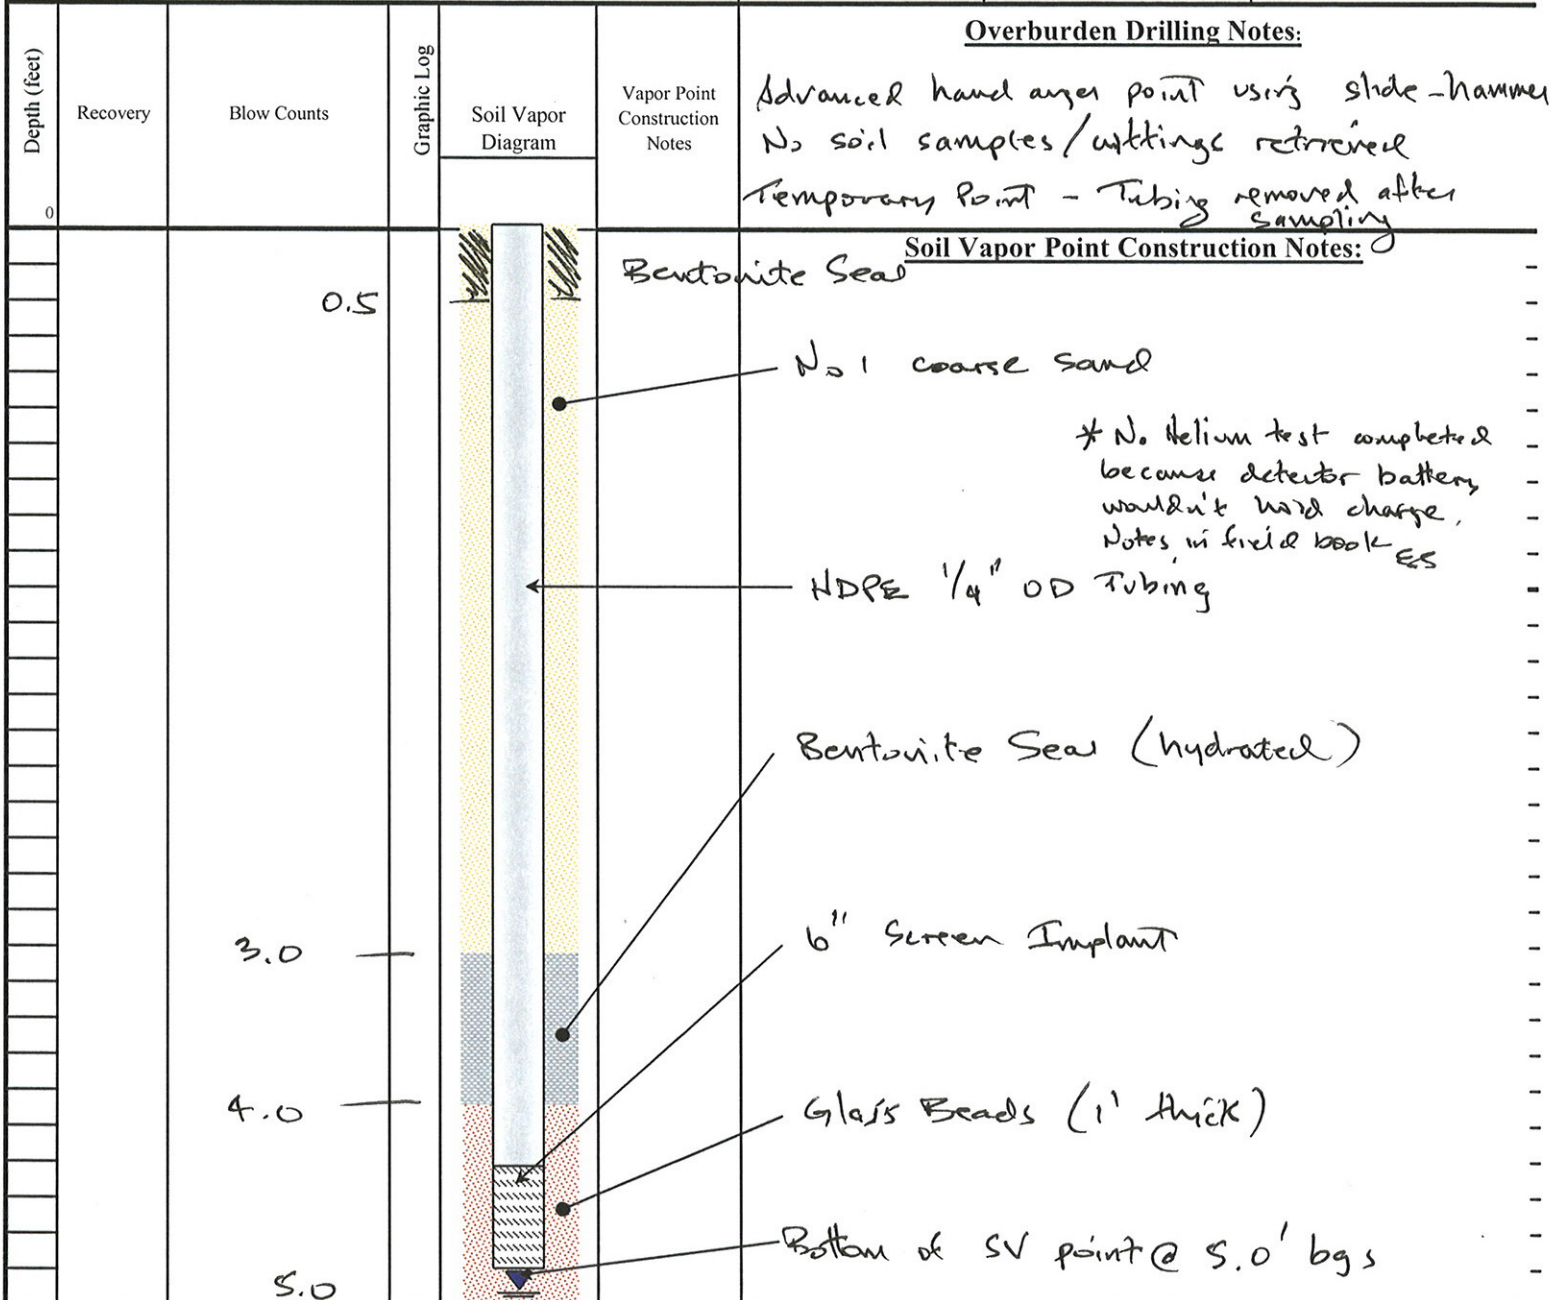 Depth (feet)
Recovery
Blow Counts
Graphic Log
Soil Vapor
Diagram
Vapor Point
Construction
Notes
Overburden Drilling Notes:
Advanced hand auger point using slide-hammer
No soil samples/cuttings retrieved
Temporary Point - Tubing removed after
sampling
0
Soil Vapor Point Construction Notes:
Bentonite Seal
0.5
No 1 coarse sand
* No Helium test completed
because detector battery
wouldn't hold charge.
Notes in field book ES
HDPE 1/4" OD Tubing
Bentonite Seal (hydrated)
6" Screen Implant
3.0
4.0
Glass Beads (1' thick)
Bottom of SV point @ 5.0' bgs
5.0